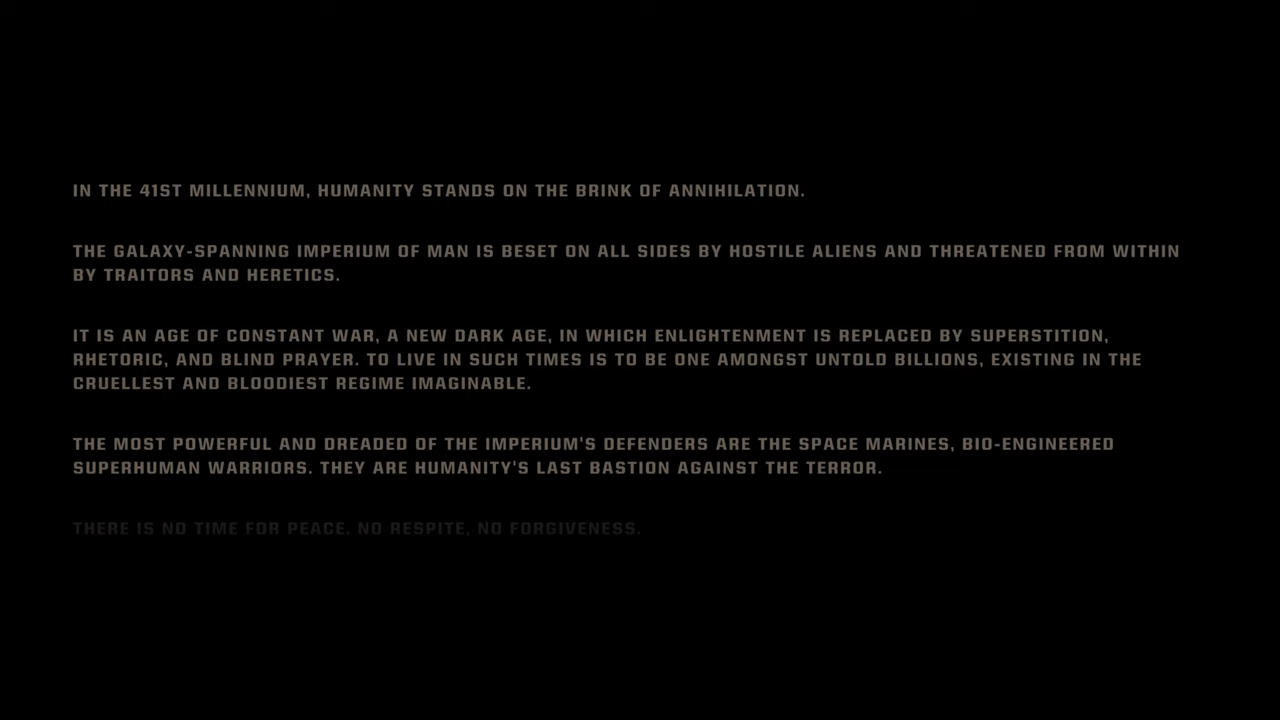 IN THE 41ST MILLENNIUM, HUMANITY STANDS ON THE BRINK OF ANNIHILATION.
THE GALAXY-SPANNING IMPERIUM OF MAN IS BESET ON ALL SIDES BY HOSTILE ALIENS AND THREATENED FROM WITHIN
BY TRAITORS AND HERETICS.
IT IS AN AGE OF CONSTANT WAR, A NEW DARK AGE, IN WHICH ENLIGHTENMENT IS REPLACED BY SUPERSTITION,
RHETORIC, AND BLIND PRAYER. TO LIVE IN SUCH TIMES IS TO BE ONE AMONGST UNTOLD BILLIONS, EXISTING IN THE
CRUELLEST AND BLOODIEST REGIME IMAGINABLE.
THE MOST POWERFUL AND DREADED OF THE IMPERIUM'S DEFENDERS ARE THE SPACE MARINES, BIO-ENGINEERED
SUPERHUMAN WARRIORS. THEY ARE HUMANITY'S LAST BASTION AGAINST THE TERROR.
THERE IS NO TIME FOR PEACE. NO RESPITE, NO FORGIVENESS.